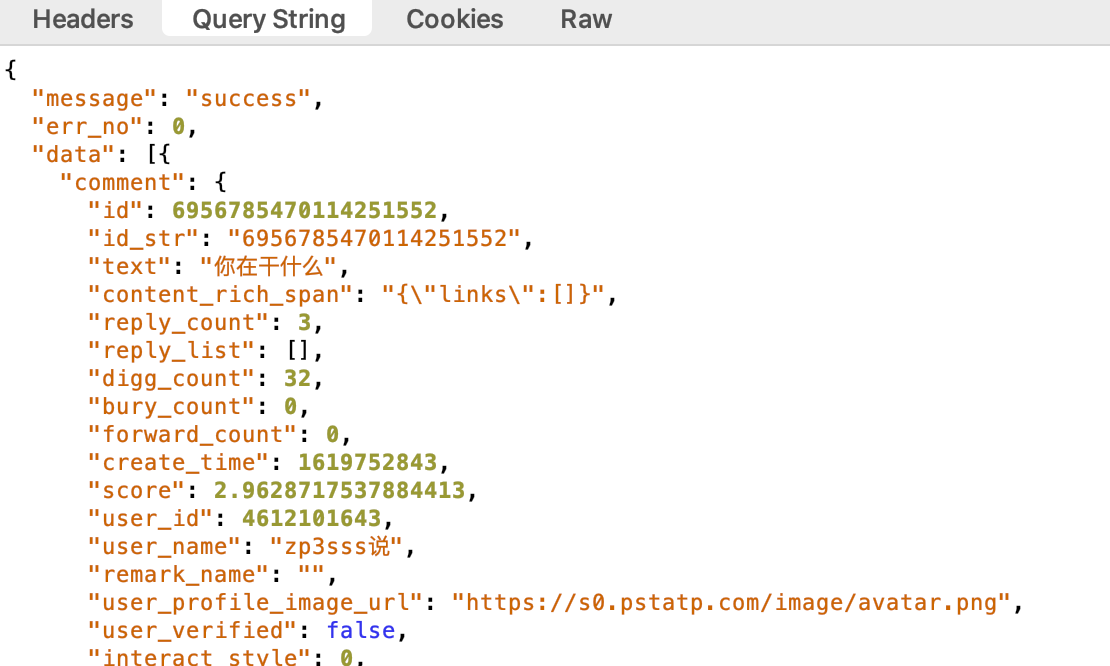 Headers Query String Cookies Raw
{
"message": "success",
"err_no": 0,
"data": [{
"comment": {
"id": 6956785470114251552,
"id_str": "6956785470114251552",
"text": "你在干什么",
"content_rich_span": "{\"links\":[]}",
"reply_count": 3,
"reply_list": [],
"digg_count": 32,
"bury_count": 0,
"forward_count": 0,
"create_time": 1619752843,
"score": 2.9628717537884413,
"user_id": 4612101643,
"user_name": "zp3sss说",
"remark_name": "",
"user_profile_image_url": "https://s0.pstatp.com/image/avatar.png",
"user_verified": false,
"interact_style": 0,